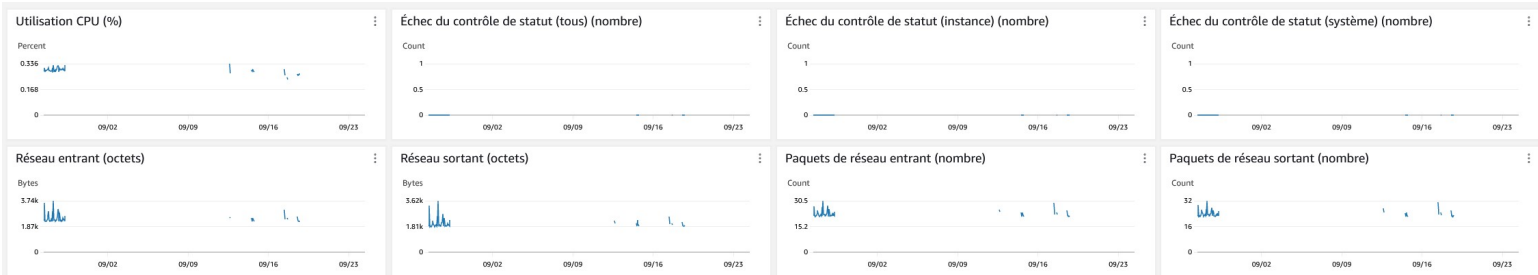 Utilisation CPU (%)
Percent
0.336
0.168
0
09/02 09/09 09/16 09/23
Échec du contrôle de statut (tous) (nombre)
Count
1
0.5
0
09/02 09/09 09/16 09/23
Échec du contrôle de statut (instance) (nombre)
Count
1
0.5
0
09/02 09/09 09/16 09/23
Échec du contrôle de statut (système) (nombre)
Count
1
0.5
0
09/02 09/09 09/16 09/23
Réseau entrant (octets)
Bytes
3.74k
1.87k
0
09/02 09/09 09/16 09/23
Réseau sortant (octets)
Bytes
3.62k
1.81k
0
09/02 09/09 09/16 09/23
Paquets de réseau entrant (nombre)
Count
30.5
15.2
0
09/02 09/09 09/16 09/23
Paquets de réseau sortant (nombre)
Count
32
16
0
09/02 09/09 09/16 09/23